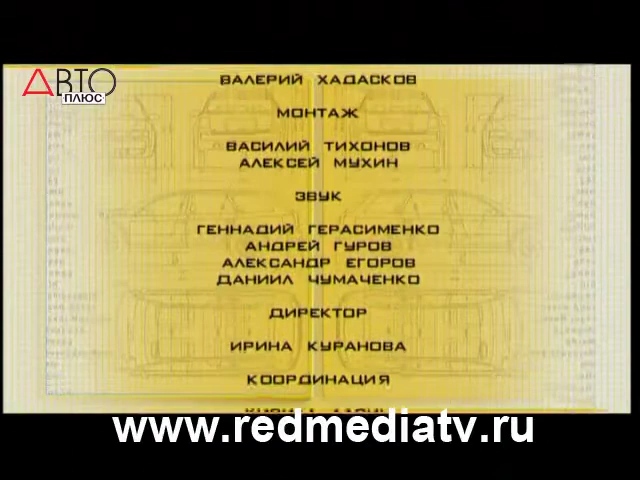 АВТО
ПЛЮС
ВАЛЕРИЙ ХАДАСКОВ
МОНТАЖ
ВАСИЛИЙ ТИХОНОВ
АЛЕКСЕЙ МУХИН
ЗВУК
ГЕННАДИЙ ГЕРАСИМЕНКО
АНДРЕЙ ГУРОВ
АЛЕКСАНДР ЕГОРОВ
ДАНИИЛ ЧУМАЧЕНКО
ДИРЕКТОР
ИРИНА КУРАНОВА
КООРДИНАЦИЯ
www.redmediatv.ru